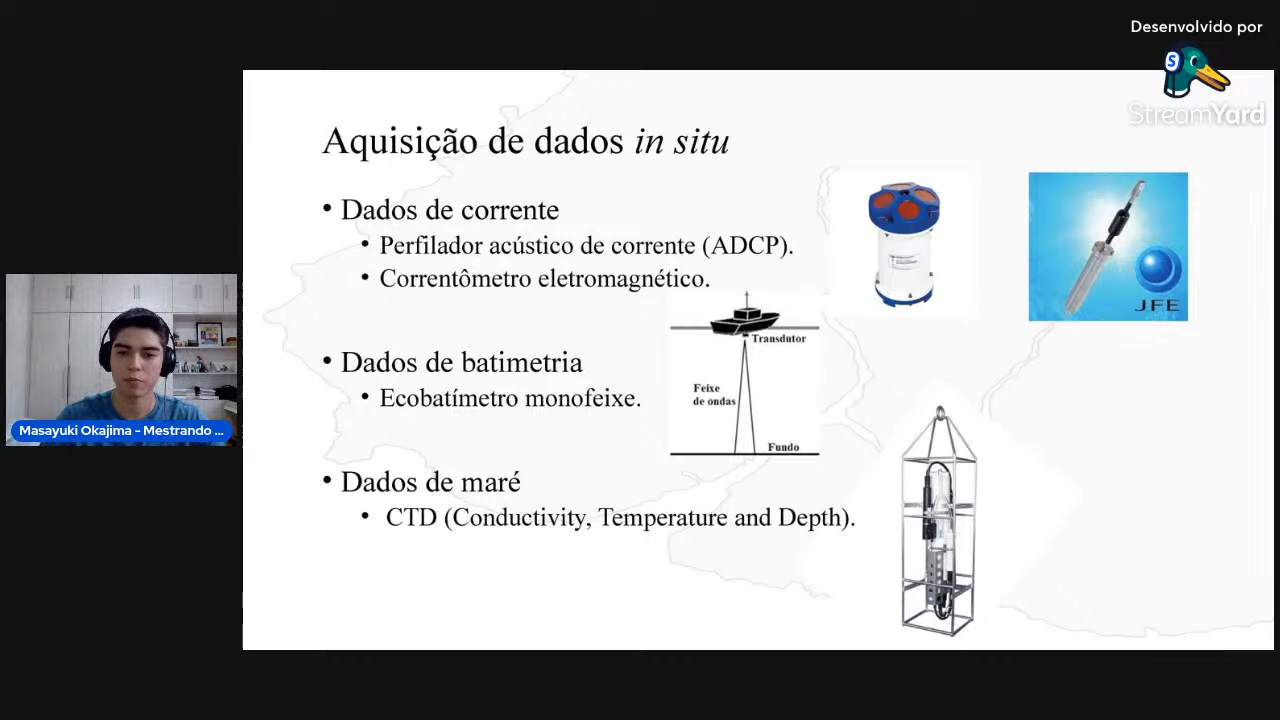 Desenvolvido por
StreamYard
Aquisição de dados in situ
• Dados de corrente
• Perfilador acústico de corrente (ADCP).
• Correntômetro eletromagnético.
JFE
Transdutor
Feixe
de ondas
Fundo
• Dados de batimetria
• Ecobatímetro monofeixe.
• Dados de maré
• CTD (Conductivity, Temperature and Depth).
Masayuki Okajima - Mestrando ...